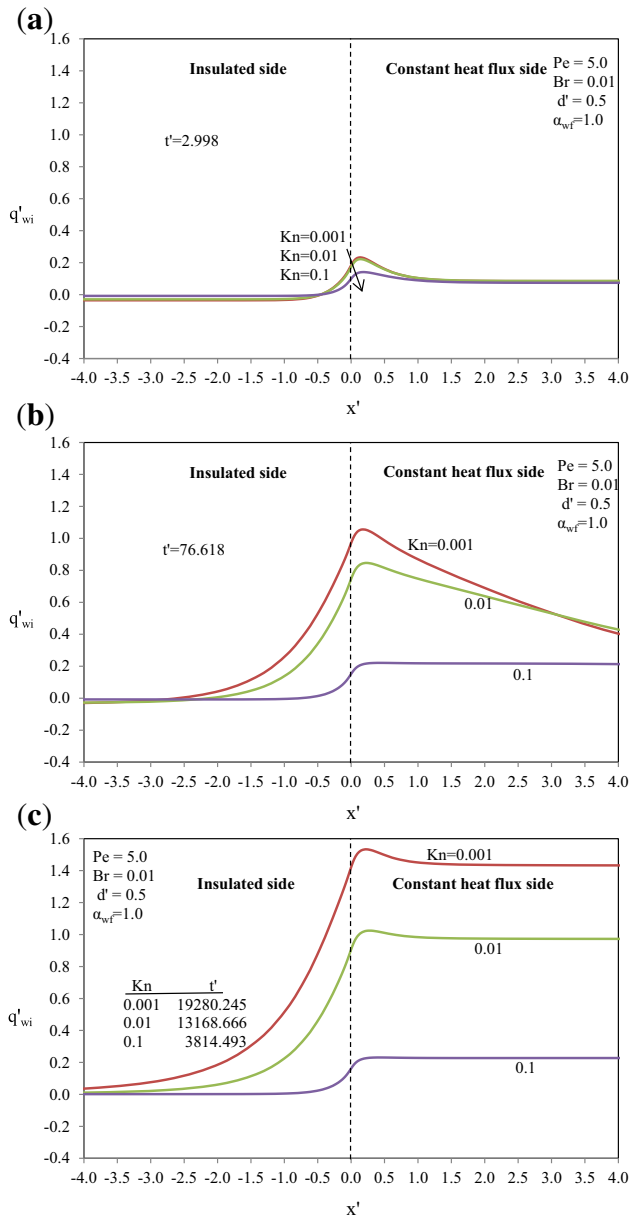 (a)
1.6
1.4
1.2
1.0
0.8
0.6
0.4
0.2
0.0
-0.2
-0.4
q'wi
Insulated side
Constant heat flux side
Pe = 5.0
Br = 0.01
d' = 0.5
αwf=1.0
t'=2.998
Kn=0.001
Kn=0.01
Kn=0.1
-4.0 -3.5 -3.0 -2.5 -2.0 -1.5 -1.0 -0.5 0.0 0.5 1.0 1.5 2.0 2.5 3.0 3.5 4.0
x'
(b)
1.6
1.4
1.2
1.0
0.8
0.6
0.4
0.2
0.0
-0.2
-0.4
q'wi
Insulated side
Constant heat flux side
Pe = 5.0
Br = 0.01
d' = 0.5
αwf=1.0
t'=76.618
Kn=0.001
0.01
0.1
-4.0 -3.5 -3.0 -2.5 -2.0 -1.5 -1.0 -0.5 0.0 0.5 1.0 1.5 2.0 2.5 3.0 3.5 4.0
x'
(c)
1.6
1.4
1.2
1.0
0.8
0.6
0.4
0.2
0.0
-0.2
-0.4
q'wi
Pe = 5.0
Br = 0.01
d' = 0.5
αwf=1.0
Insulated side
Constant heat flux side
Kn=0.001
0.01
0.1
Kn t'
0.001 19280.245
0.01 13168.666
0.1 3814.493
-4.0 -3.5 -3.0 -2.5 -2.0 -1.5 -1.0 -0.5 0.0 0.5 1.0 1.5 2.0 2.5 3.0 3.5 4.0
x'